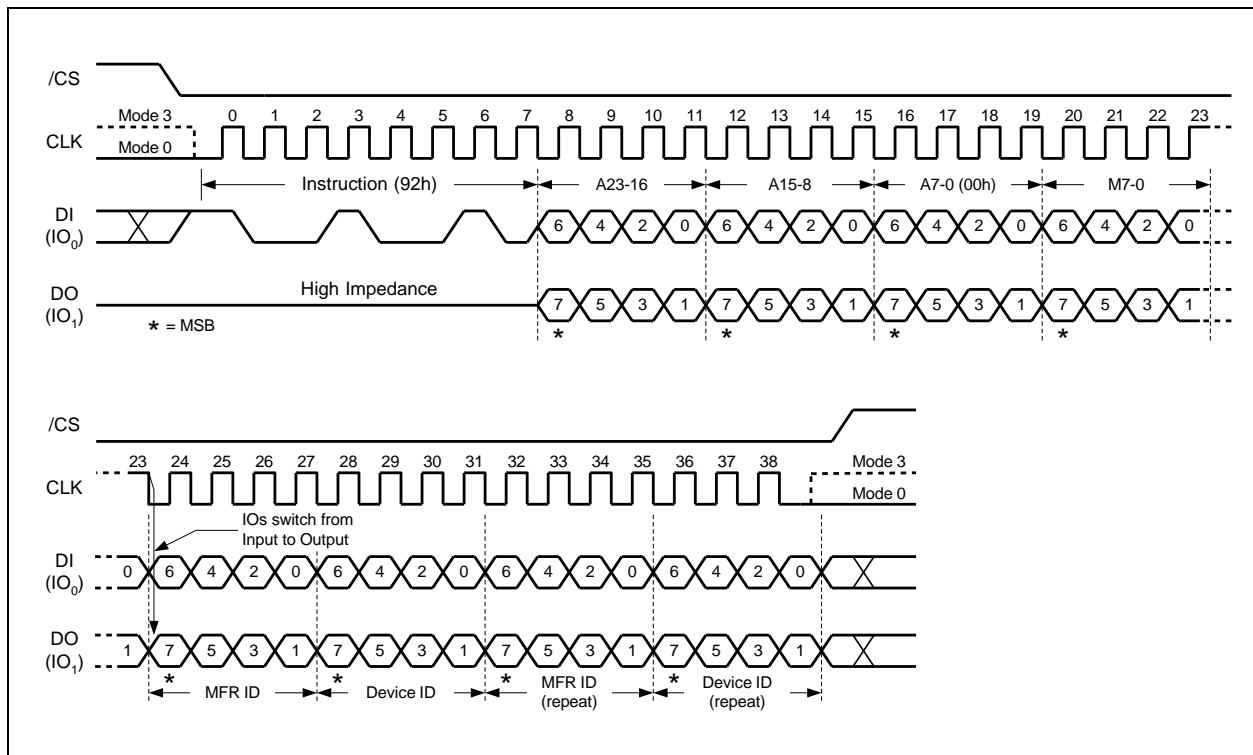 /CS
Mode 3 0 1 2 3 4 5 6 7 8 9 10 11 12 13 14 15 16 17 18 19 20 21 22 23
CLK Mode 0
Instruction (92h) A23-16 A15-8 A7-0 (00h) M7-0
DI
(IO0) 6 4 2 0 6 4 2 0 6 4 2 0 6 4 2 0
High Impedance
DO
(IO1) 7 5 3 1 7 5 3 1 7 5 3 1 7 5 3 1
* = MSB * * * *
/CS
23 24 25 26 27 28 29 30 31 32 33 34 35 36 37 38 Mode 3
CLK Mode 0
IOs switch from
Input to Output
DI
(IO0) 0 6 4 2 0 6 4 2 0 6 4 2 0 6 4 2 0
DO
(IO1) 1 7 5 3 1 7 5 3 1 7 5 3 1 7 5 3 1
* * * *
MFR ID Device ID MFR ID
(repeat) Device ID
(repeat)